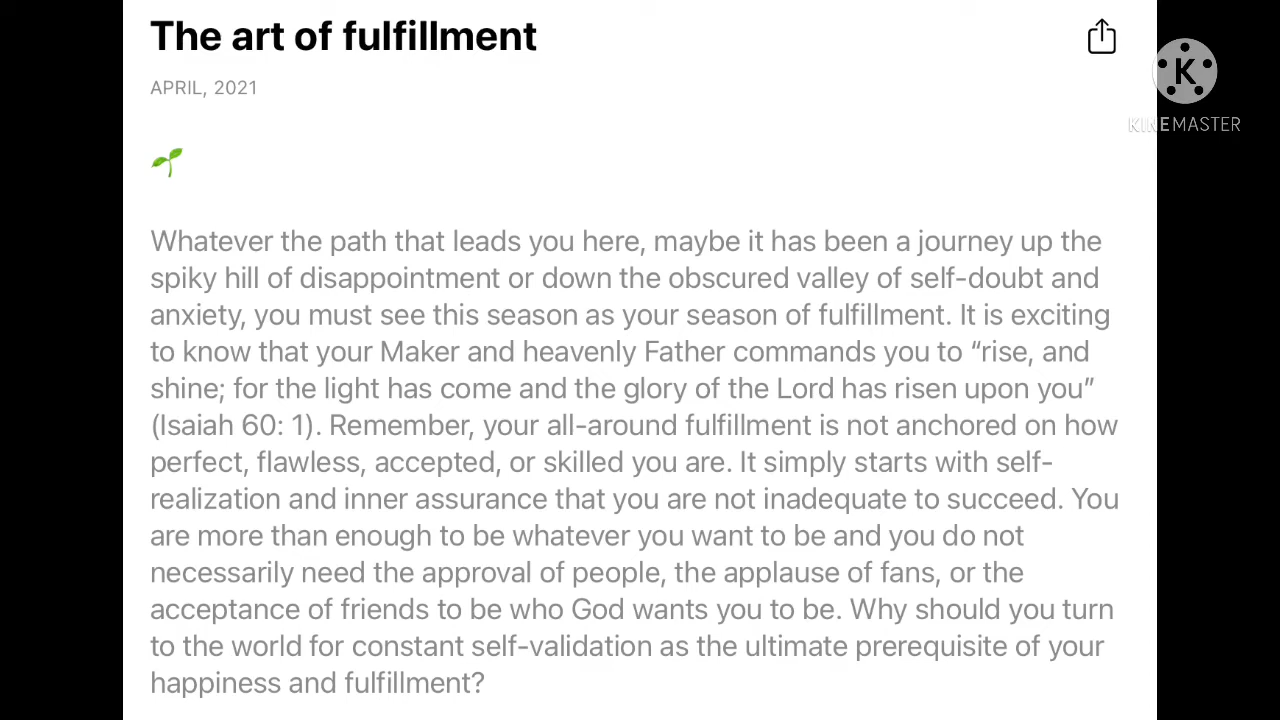 The art of fulfillment
APRIL, 2021
K
KINEMASTER
Whatever the path that leads you here, maybe it has been a journey up the
spiky hill of disappointment or down the obscured valley of self-doubt and
anxiety, you must see this season as your season of fulfillment. It is exciting
to know that your Maker and heavenly Father commands you to “rise, and
shine; for the light has come and the glory of the Lord has risen upon you”
(Isaiah 60: 1). Remember, your all-around fulfillment is not anchored on how
perfect, flawless, accepted, or skilled you are. It simply starts with self-
realization and inner assurance that you are not inadequate to succeed. You
are more than enough to be whatever you want to be and you do not
necessarily need the approval of people, the applause of fans, or the
acceptance of friends to be who God wants you to be. Why should you turn
to the world for constant self-validation as the ultimate prerequisite of your
happiness and fulfillment?